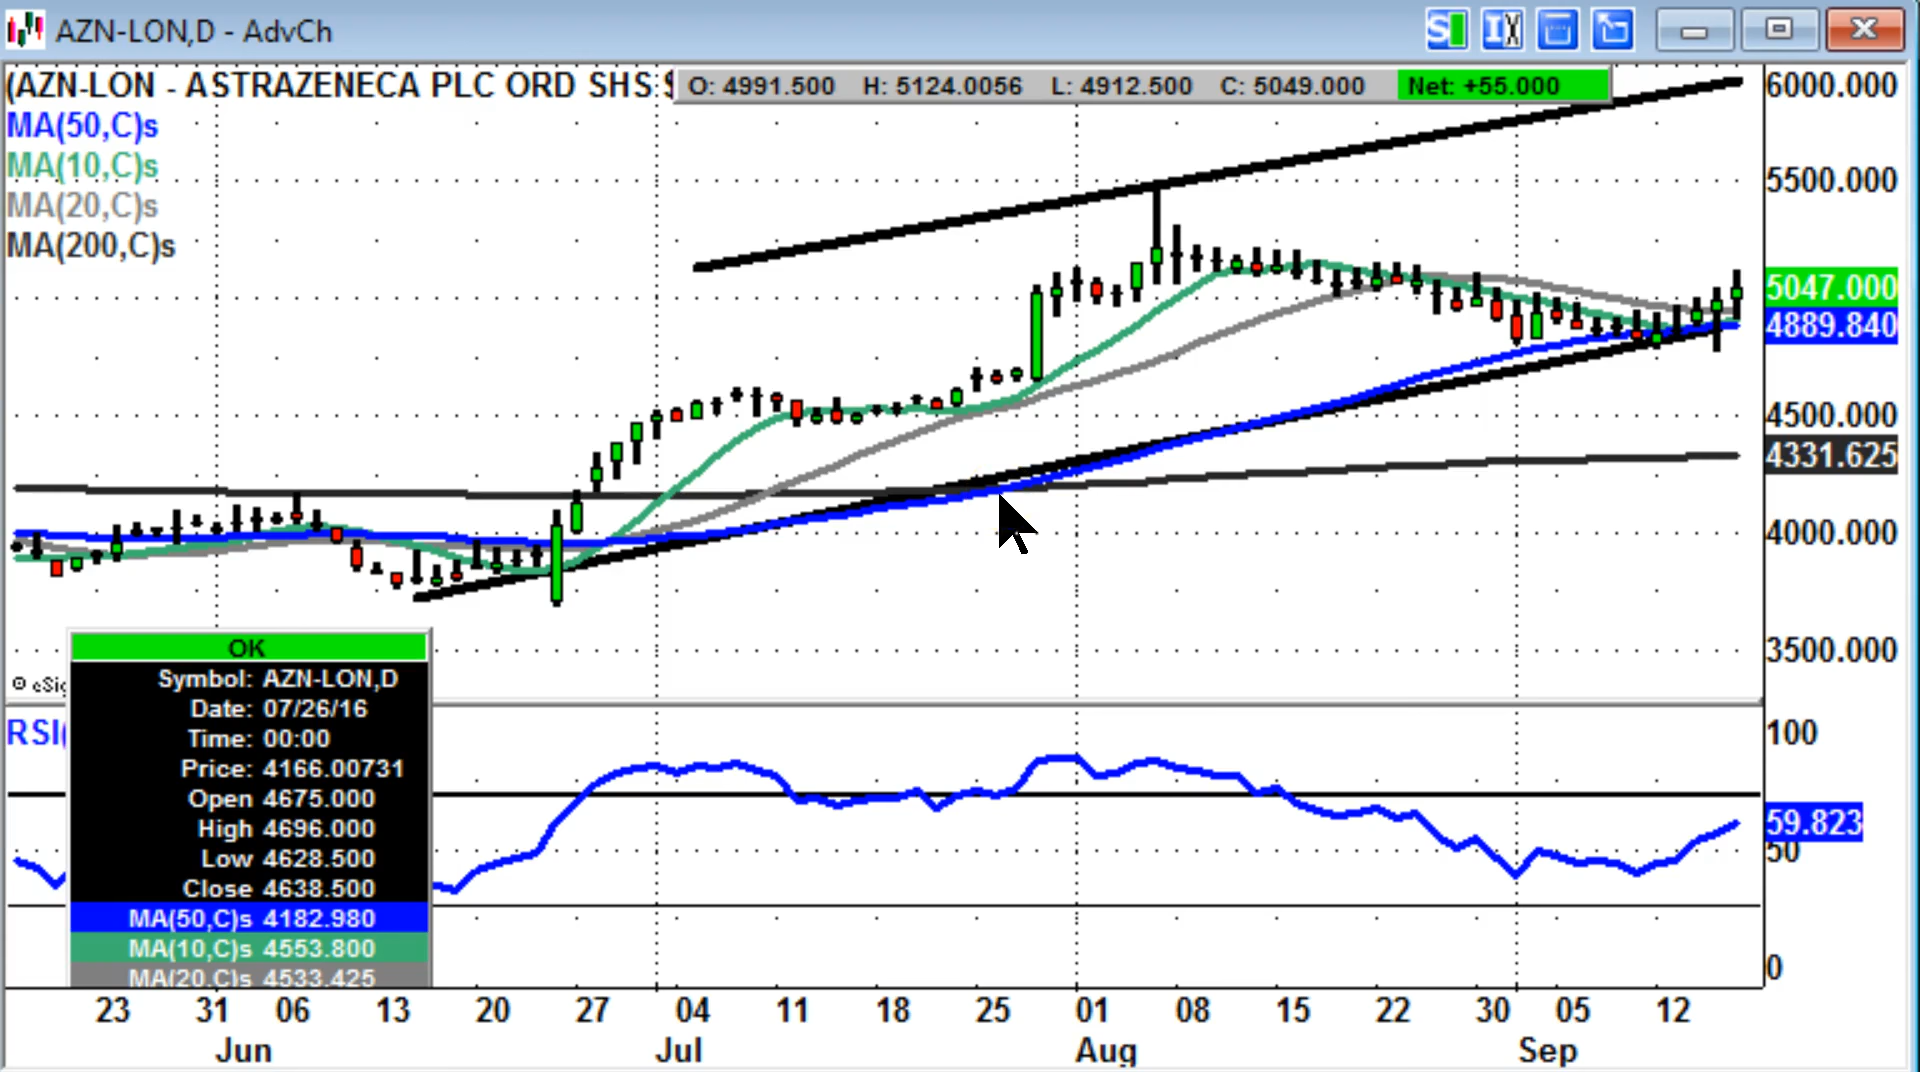 AZN-LON,D - AdvCh
(AZN-LON - ASTRAZENECA PLC ORD SHS
O: 4991.500 H: 5124.0056 L: 4912.500 C: 5049.000 Net: +55.000
MA(50,C)s
MA(10,C)s
MA(20,C)s
MA(200,C)s
6000.000
5500.000
5047.000
4889.840
4500.000
4331.625
4000.000
3500.000
OK
Symbol: AZN-LON,D
Date: 07/26/16
Time: 00:00
Price: 4166.00731
Open 4675.000
High 4696.000
Low 4628.500
Close 4638.500
MA(50,C)s 4182.980
MA(10,C)s 4553.800
MA(20,C)s 4533.425
RSI(
100
59.823
50
0
23 31 06 13 20 27 04 11 18 25 01 08 15 22 30 05 12
Jun Jul Aug Sep